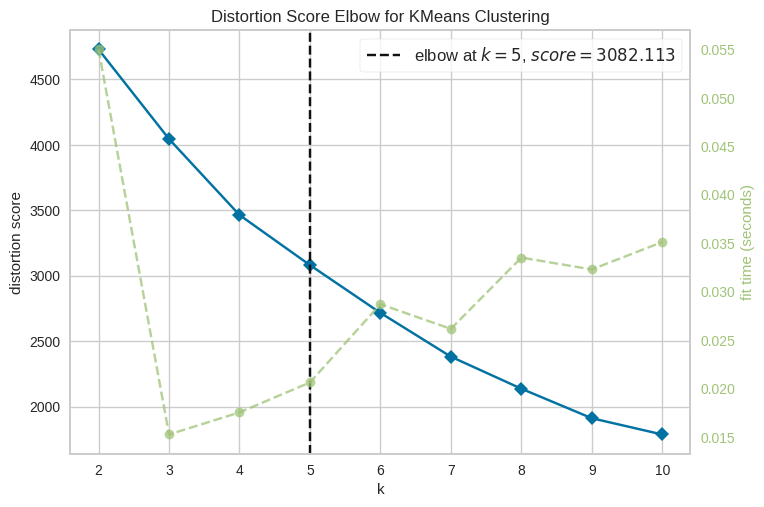 Distortion Score Elbow for KMeans Clustering
elbow at k = 5, score = 3082.113
distortion score
4500
4000
3500
3000
2500
2000
0.055
0.050
0.045
0.040
0.035
0.030
0.025
0.020
0.015
fit time (seconds)
2 3 4 5 6 7 8 9 10
k